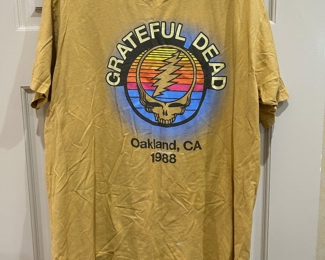 GRATEFUL DEAD
Oakland, CA
1988